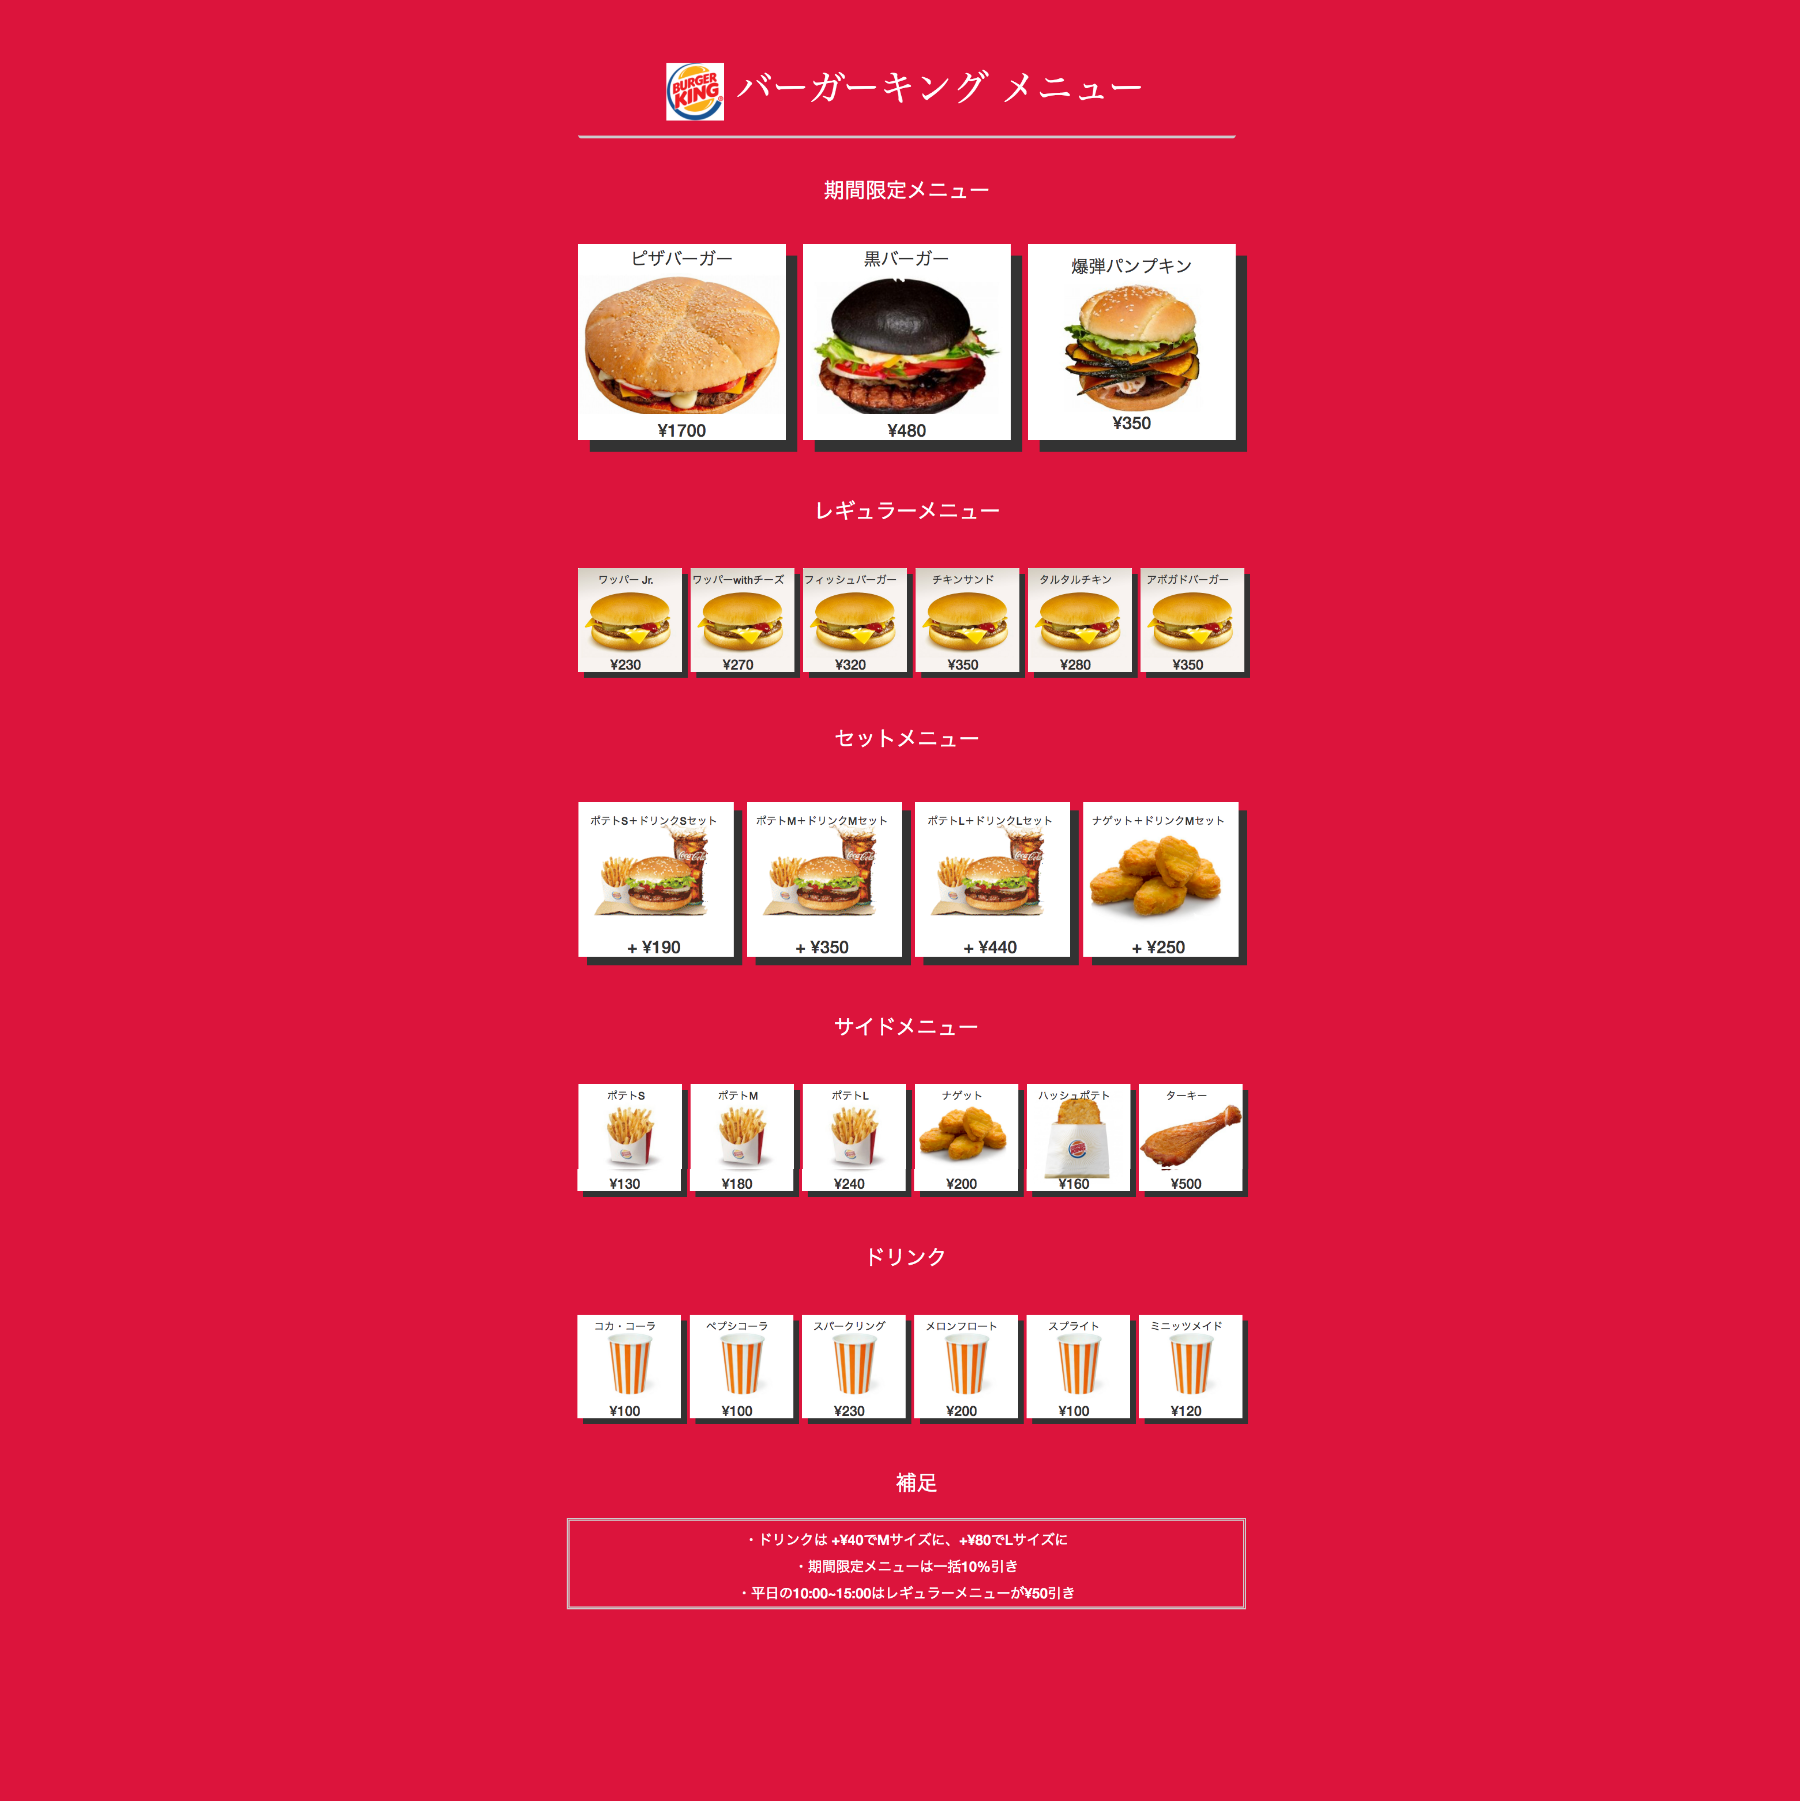 BURGER
KING
バーガーキング メニュー
期間限定メニュー
ピザバーガー
黒バーガー
爆弾パンプキン
¥1700
¥480
¥350
レギュラーメニュー
ワッパー Jr.
ワッパーwithチーズ
フィッシュバーガー
チキンサンド
タルタルチキン
アボガドバーガー
¥230
¥270
¥320
¥350
¥280
¥350
セットメニュー
ポテトS＋ドリンクSセット
ポテトM＋ドリンクMセット
ポテトL＋ドリンクLセット
ナゲット＋ドリンクMセット
+ ¥190
+ ¥350
+ ¥440
+ ¥250
サイドメニュー
ポテトS
ポテトM
ポテトL
ナゲット
ハッシュポテト
ターキー
¥130
¥180
¥240
¥200
¥160
¥500
ドリンク
コカ・コーラ
ペプシコーラ
スパークリング
メロンフロート
スプライト
ミニッツメイド
¥100
¥100
¥230
¥200
¥100
¥120
補足
・ドリンクは +¥40でMサイズに、+¥80でLサイズに
・期間限定メニューは一括10%引き
・平日の10:00~15:00はレギュラーメニューが¥50引き